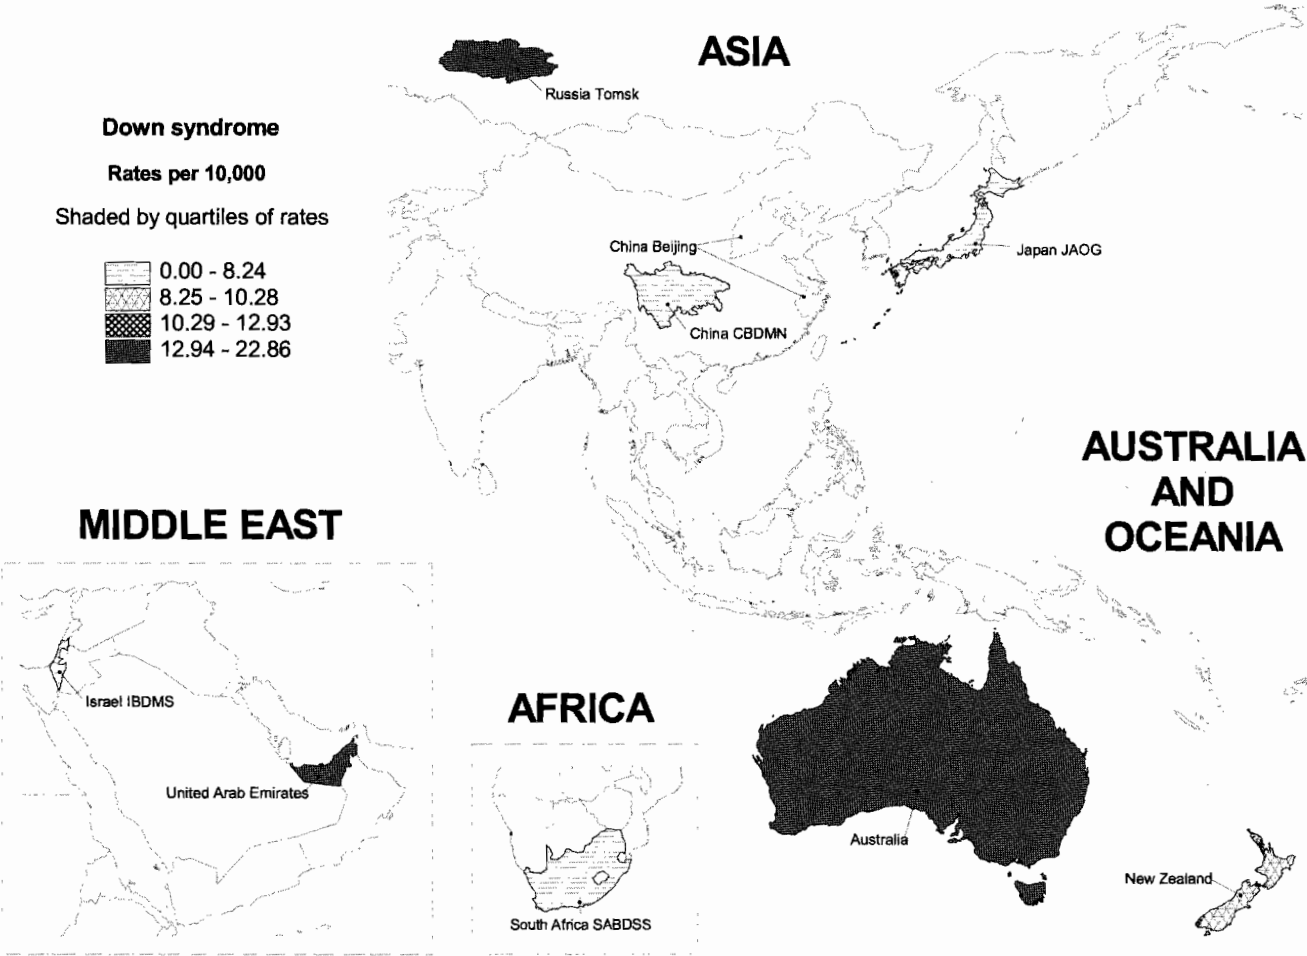 ASIA
Russia Tomsk
Down syndrome
Rates per 10,000
Shaded by quartiles of rates
0.00 - 8.24
8.25 - 10.28
10.29 - 12.93
12.94 - 22.86
China Beijing
Japan JAOG
China CBDMN
AUSTRALIA
AND
OCEANIA
MIDDLE EAST
Israel IBDMS
United Arab Emirates
AFRICA
South Africa SABDSS
Australia
New Zealand